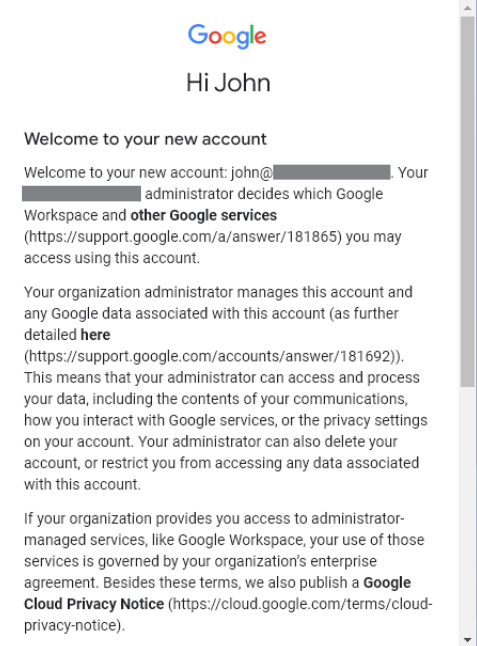 Google
Hi John
Welcome to your new account
Welcome to your new account: john@ . Your
administrator decides which Google
Workspace and other Google services
(https://support.google.com/a/answer/181865) you may
access using this account.
Your organization administrator manages this account and
any Google data associated with this account (as further
detailed here
(https://support.google.com/accounts/answer/181692)).
This means that your administrator can access and process
your data, including the contents of your communications,
how you interact with Google services, or the privacy settings
on your account. Your administrator can also delete your
account, or restrict you from accessing any data associated
with this account.
If your organization provides you access to administrator-
managed services, like Google Workspace, your use of those
services is governed by your organization’s enterprise
agreement. Besides these terms, we also publish a Google
Cloud Privacy Notice (https://cloud.google.com/terms/cloud-
privacy-notice).